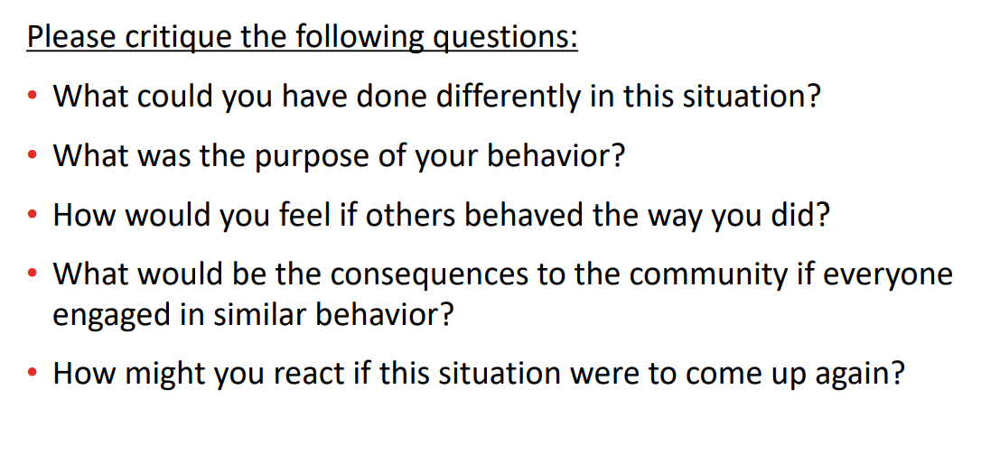 Please critique the following questions:
• What could you have done differently in this situation?
• What was the purpose of your behavior?
• How would you feel if others behaved the way you did?
• What would be the consequences to the community if everyone
engaged in similar behavior?
• How might you react if this situation were to come up again?